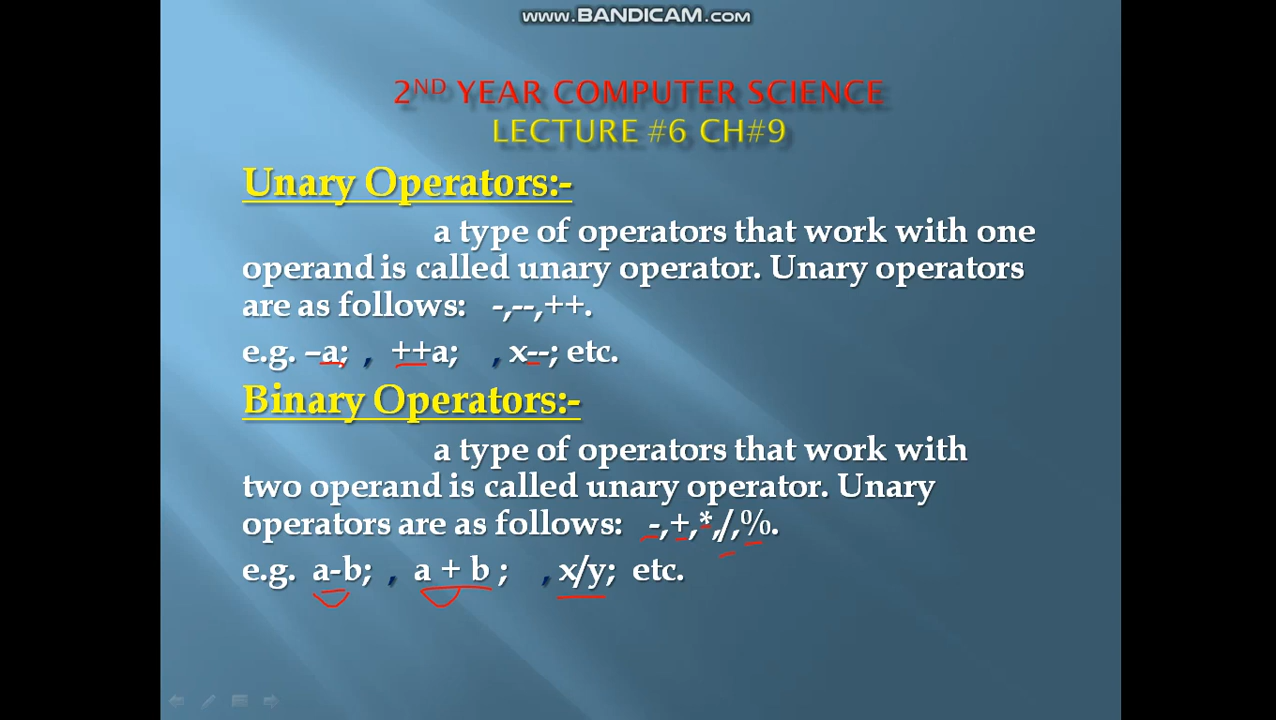 www.BANDICAM.com
2ND YEAR COMPUTER SCIENCE
LECTURE #6 CH#9
Unary Operators:-
a type of operators that work with one
operand is called unary operator. Unary operators
are as follows: -,--,++.
e.g. –a; , ++a; , x--; etc.
Binary Operators:-
a type of operators that work with
two operand is called unary operator. Unary
operators are as follows: -,+,*,/,%.
e.g. a-b; , a + b ; , x/y; etc.